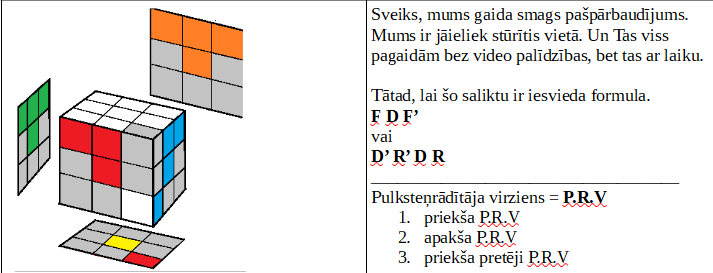 Sveiks, mums gaida smags pašpārbaudījums.
Mums ir jāieliek stūrītis vietā. Un Tas viss
pagaidām bez video palīdzības, bet tas ar laiku.
Tātad, lai šo saliktu ir iesvieda formula.
F D F’
vai
D’ R’ D R
Pulksteņrādītāja virziens = P.R.V
1. priekša P.R.V
2. apakša P.R.V
3. priekša pretēji P.R.V